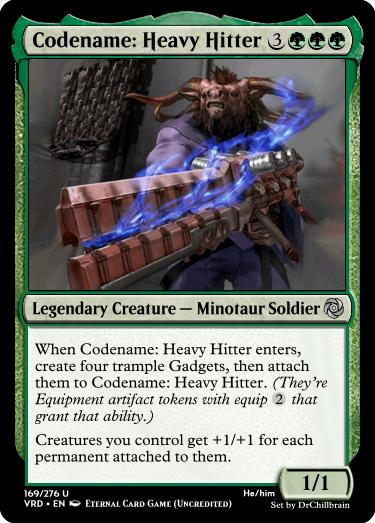 Codename: Heavy Hitter 3
Legendary Creature — Minotaur Soldier
When Codename: Heavy Hitter enters,
create four trample Gadgets, then attach
them to Codename: Heavy Hitter. (They're
Equipment artifact tokens with equip 2 that
grant that ability.)
Creatures you control get +1/+1 for each
permanent attached to them.
1/1
169/276 U
He/him
VRD • EN Eternal Card Game (Uncredited)
Set by DrChillbrain